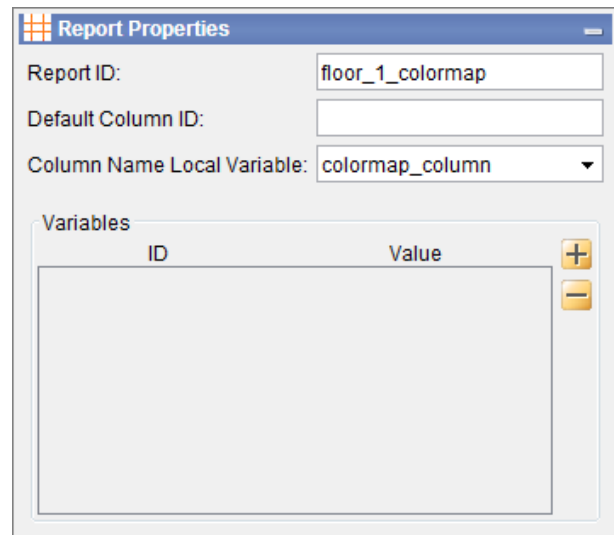 Report Properties
Report ID: floor_1_colormap
Default Column ID:
Column Name Local Variable: colormap_column
Variables
ID Value